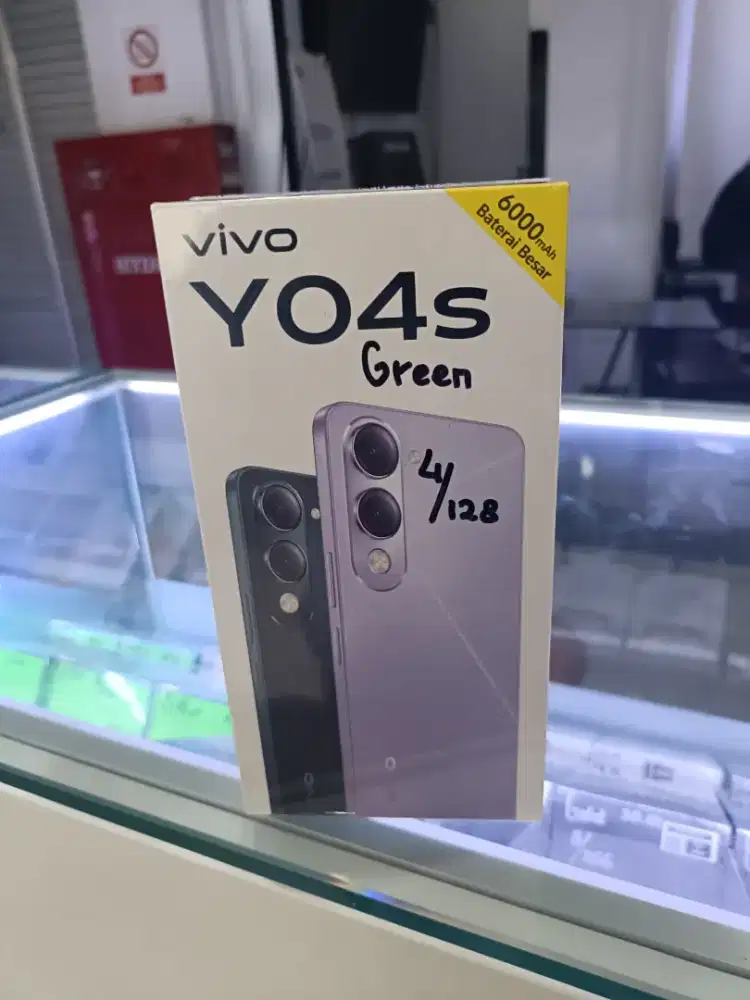 vivo
Y04s
6000mAh
Baterai Besar
Green
4/128